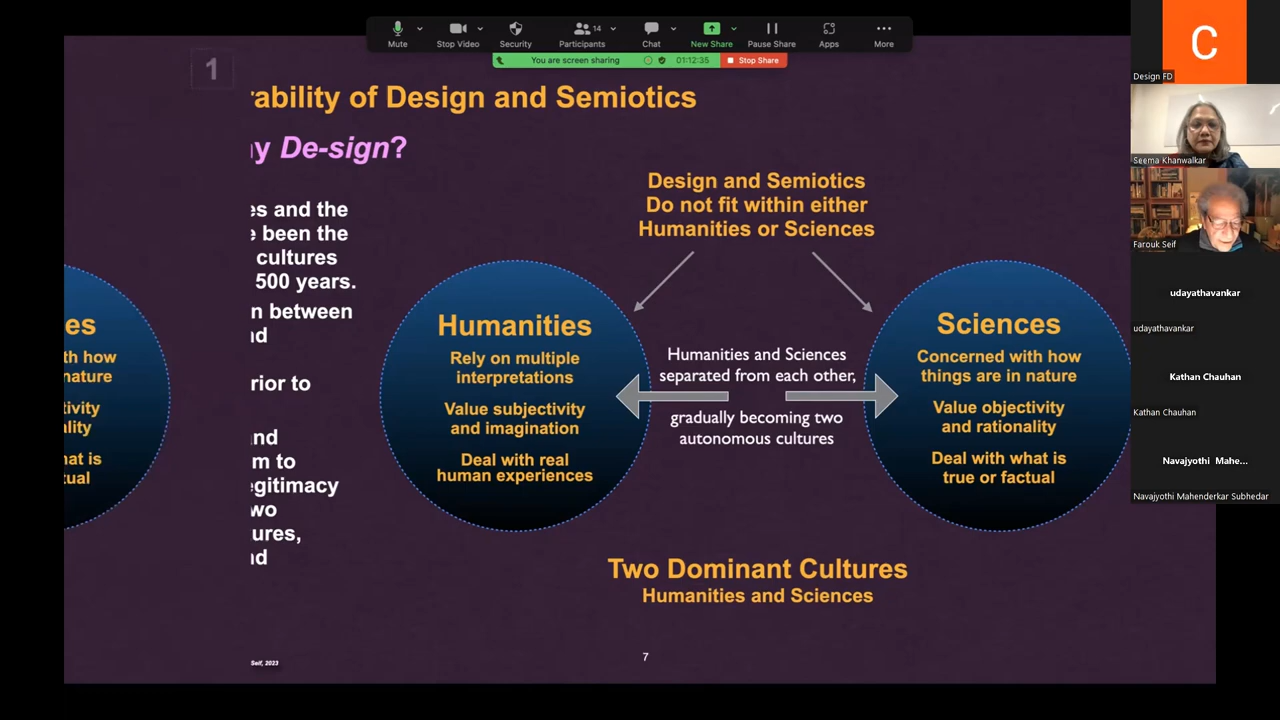 Mute
Stop Video
Security
14
Participants
Chat
New Share
Pause Share
Apps
More
You are screen sharing
01:12:35
Stop Share
1
rability of Design and Semiotics
y De-sign?
es and the
e been the
cultures
500 years.
n between
nd
rior to
and
m to
egitimacy
wo
ures,
nd
es
th how
nature
tivity
lity
hat is
tual
Design and Semiotics
Do not fit within either
Humanities or Sciences
Humanities
Rely on multiple
interpretations
Value subjectivity
and imagination
Deal with real
human experiences
Humanities and Sciences
separated from each other,
gradually becoming two
autonomous cultures
Sciences
Concerned with how
things are in nature
Value objectivity
and rationality
Deal with what is
true or factual
Two Dominant Cultures
Humanities and Sciences
Seif, 2023
7
C
Design FD
Seema Khanwalkar
Farouk Seif
udayathavankar
udayathavankar
Kathan Chauhan
Kathan Chauhan
Navajyothi Mahe...
Navajyothi Mahenderkar Subhedar